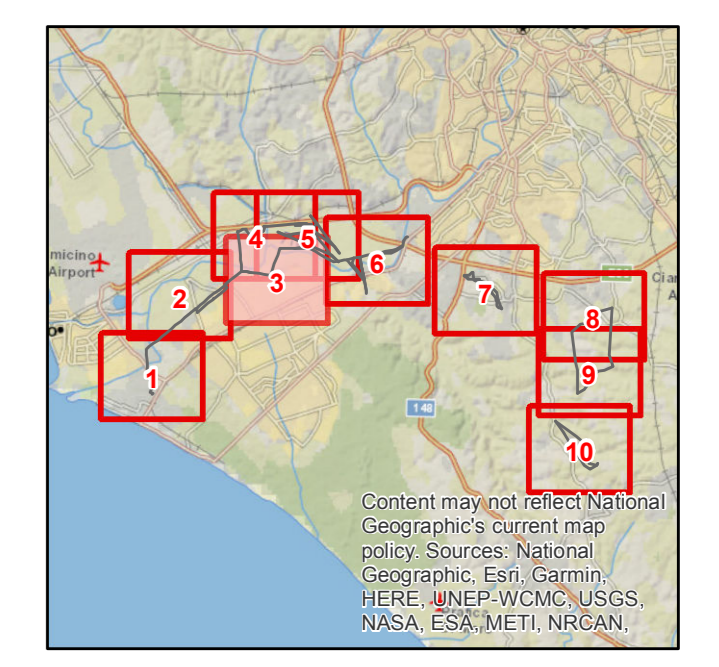 4
5
6
micino
Airport
3
2
7
Cia
A
8
1
9
148
10
Content may not reflect National
Geographic's current map
policy. Sources: National
Geographic, Esri, Garmin,
HERE, UNEP-WCMC, USGS,
NASA, ESA, METI, NRCAN,